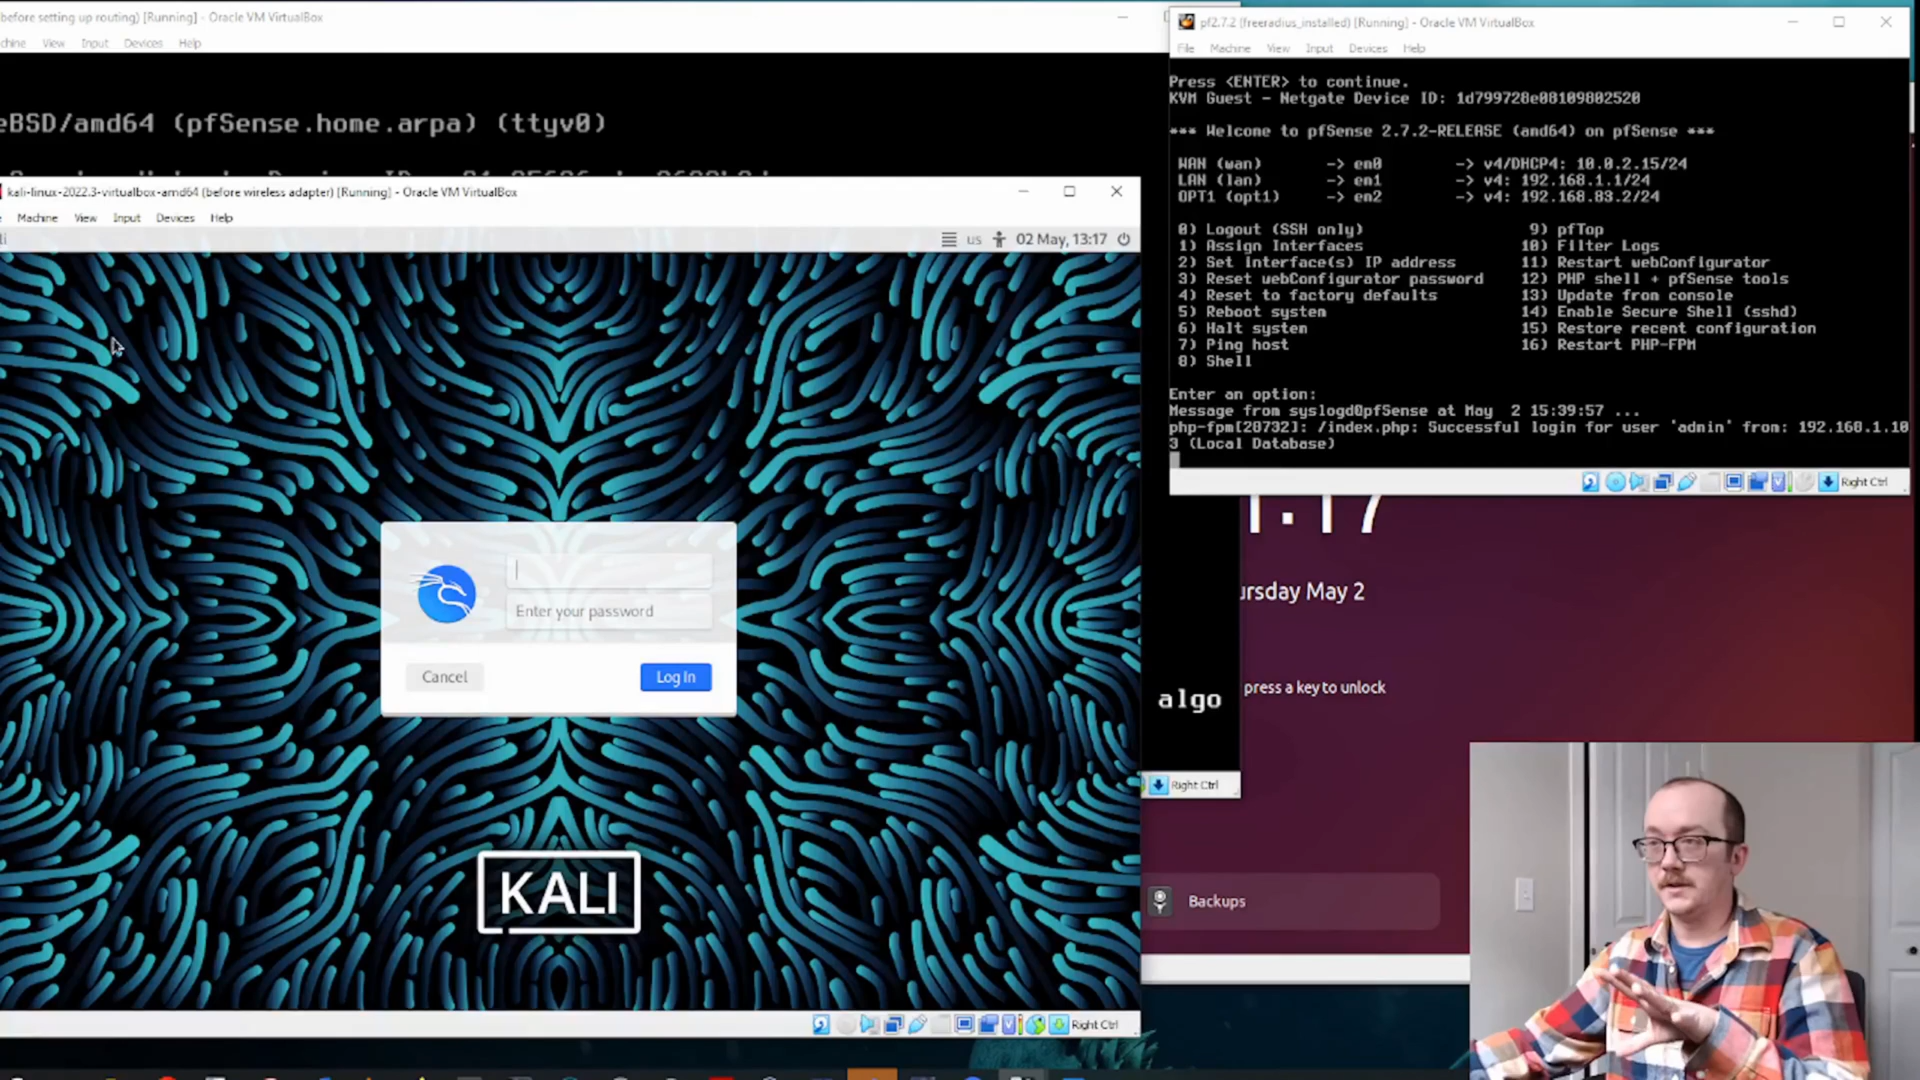 before setting up routing) [Running] - Oracle VM VirtualBox
chine View Input Devices Help
eBSD/amd64 (pfSense.home.arpa) (ttyv0)
kali-linux-2022.3-virtualbox-amd64 (before wireless adapter) [Running] - Oracle VM VirtualBox
Machine View Input Devices Help
li
us 02 May, 13:17
Enter your password
Cancel Log In
KALI
Right Ctrl
pf2.7.2 (freeradius_installed) [Running] - Oracle VM VirtualBox
File Machine View Input Devices Help
Press <ENTER> to continue.
KVM Guest - Netgate Device ID: 1d799728e08109802520
*** Welcome to pfSense 2.7.2-RELEASE (amd64) on pfSense ***
WAN (wan) -> em0 -> v4/DHCP4: 10.0.2.15/24
LAN (lan) -> em1 -> v4: 192.168.1.1/24
OPT1 (opt1) -> em2 -> v4: 192.168.83.2/24
0) Logout (SSH only) 9) pfTop
1) Assign Interfaces 10) Filter Logs
2) Set interface(s) IP address 11) Restart webConfigurator
3) Reset webConfigurator password 12) PHP shell + pfSense tools
4) Reset to factory defaults 13) Update from console
5) Reboot system 14) Enable Secure Shell (sshd)
6) Halt system 15) Restore recent configuration
7) Ping host 16) Restart PHP-FPM
8) Shell
Enter an option:
Message from syslogd@pfSense at May 2 15:39:57 ...
php-fpm[20732]: /index.php: Successful login for user 'admin' from: 192.168.1.10
3 (Local Database)
Right Ctrl
ursday May 2
press a key to unlock
algo
Right Ctrl
Backups